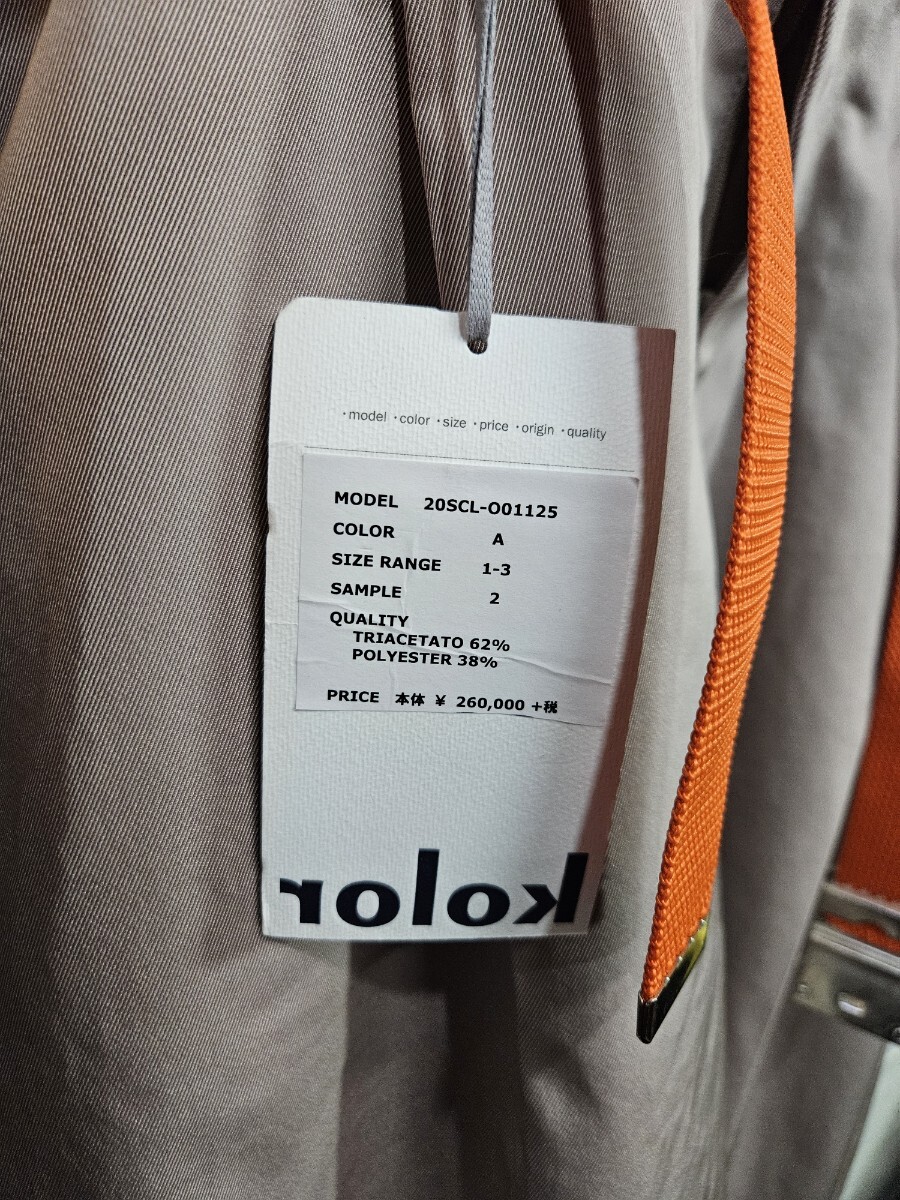 ·model ·color ·size ·price ·origin ·quality
MODEL 20SCL-O01125
COLOR A
SIZE RANGE 1-3
SAMPLE 2
QUALITY
TRIACETATO 62%
POLYESTER 38%
PRICE 本体 ¥ 260,000 +税
kolor